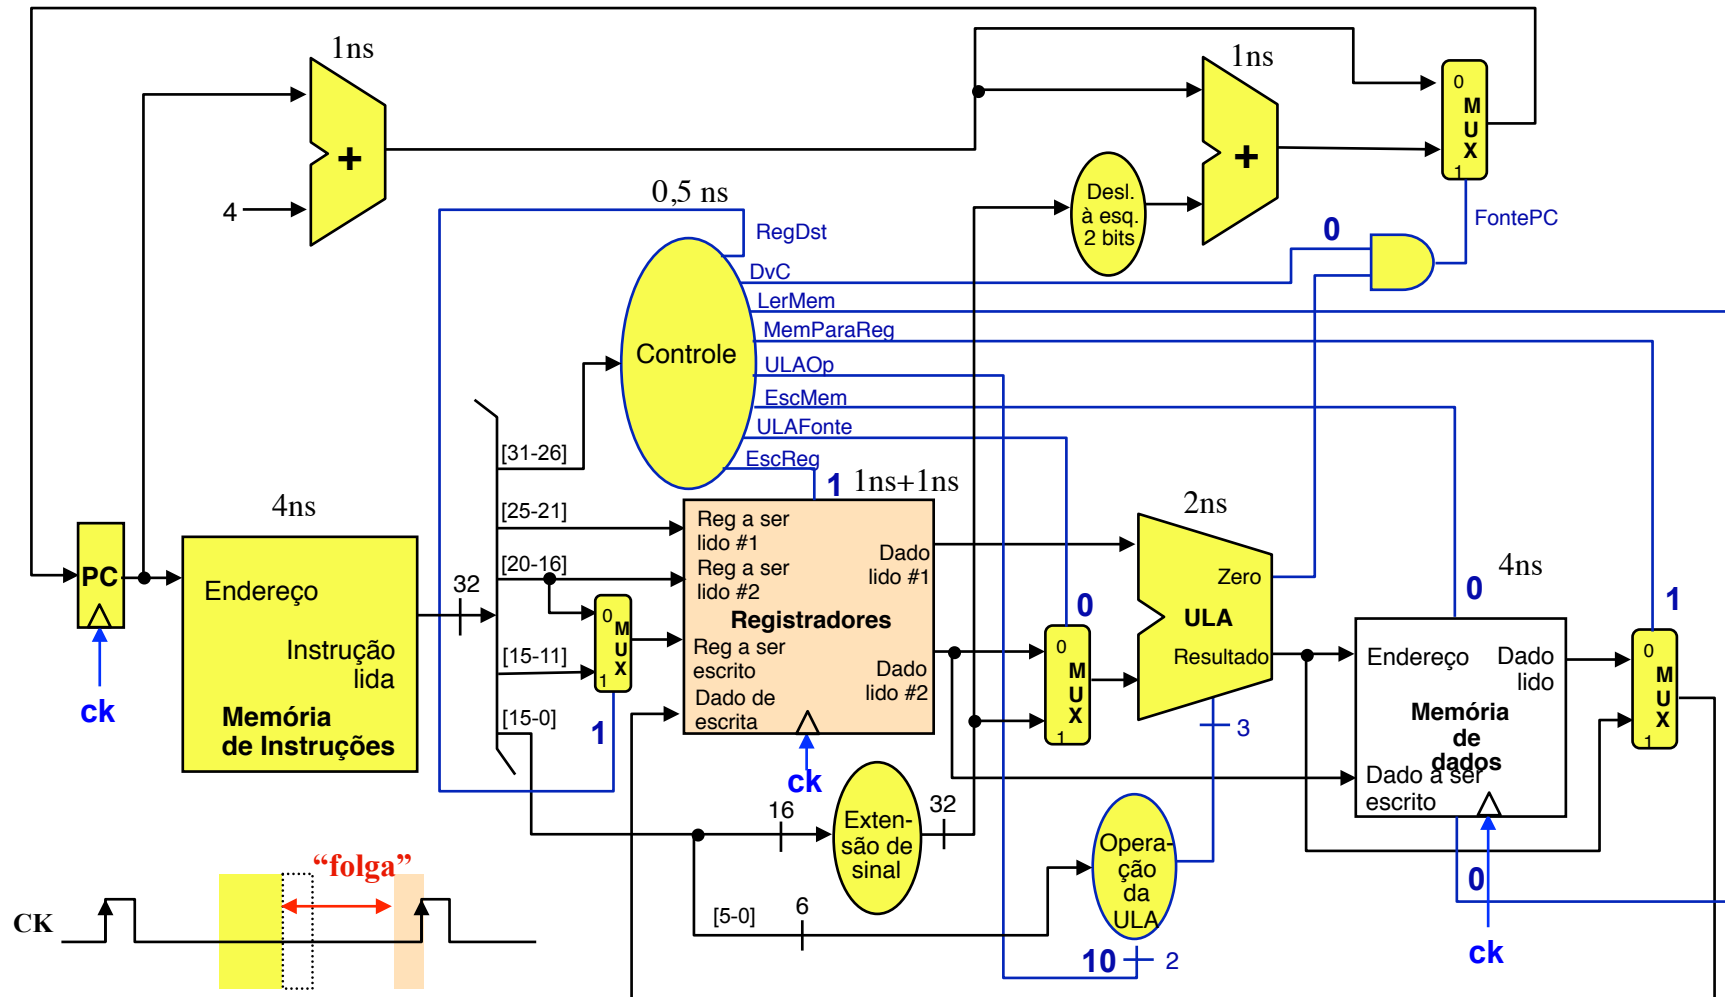 1ns
1ns
0
M
U
X
1
+
+
4
Desl.
à esq.
2 bits
0,5 ns
RegDst
DvC
LerMem
MemParaReg
ULAOp
EscMem
ULAFonte
EscReg
Controle
0
FontePC
[31-26]
[25-21]
[20-16]
[15-11]
[15-0]
4ns
PC
ck
Endereço
Instrução
lida
Memória
de Instruções
32
0
M
U
X
1
1
1
1ns+1ns
Reg a ser
lido #1
Reg a ser
lido #2
Registradores
Reg a ser
escrito
Dado de
escrita
Dado
lido #1
Dado
lido #2
ck
0
0
M
U
X
1
2ns
Zero
ULA
Resultado
3
0
4ns
Endereço
Dado
lido
Memória
de
dados
Dado a ser
escrito
0
ck
1
0
M
U
X
1
16
Exten-
são de
sinal
32
[5-0]
6
Opera-
ção
da
ULA
10
2
“folga”
CK